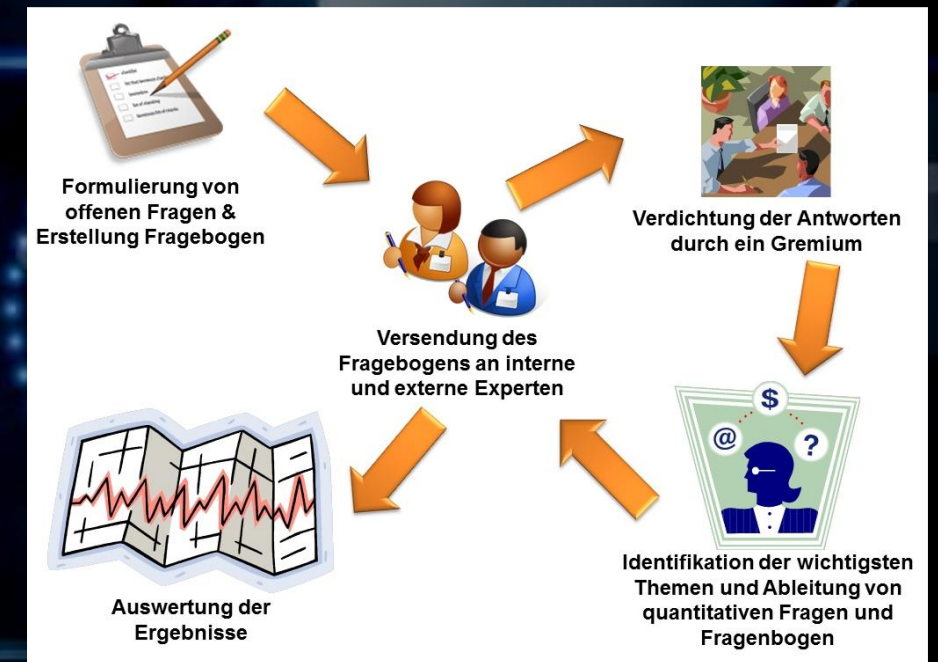 Formulierung von
offenen Fragen &
Erstellung Fragebogen
Versendung des
Fragebogens an interne
und externe Experten
Verdichtung der Antworten
durch ein Gremium
$
@
?
Identifikation der wichtigsten
Themen und Ableitung von
quantitativen Fragen und
Fragenbogen
Auswertung der
Ergebnisse